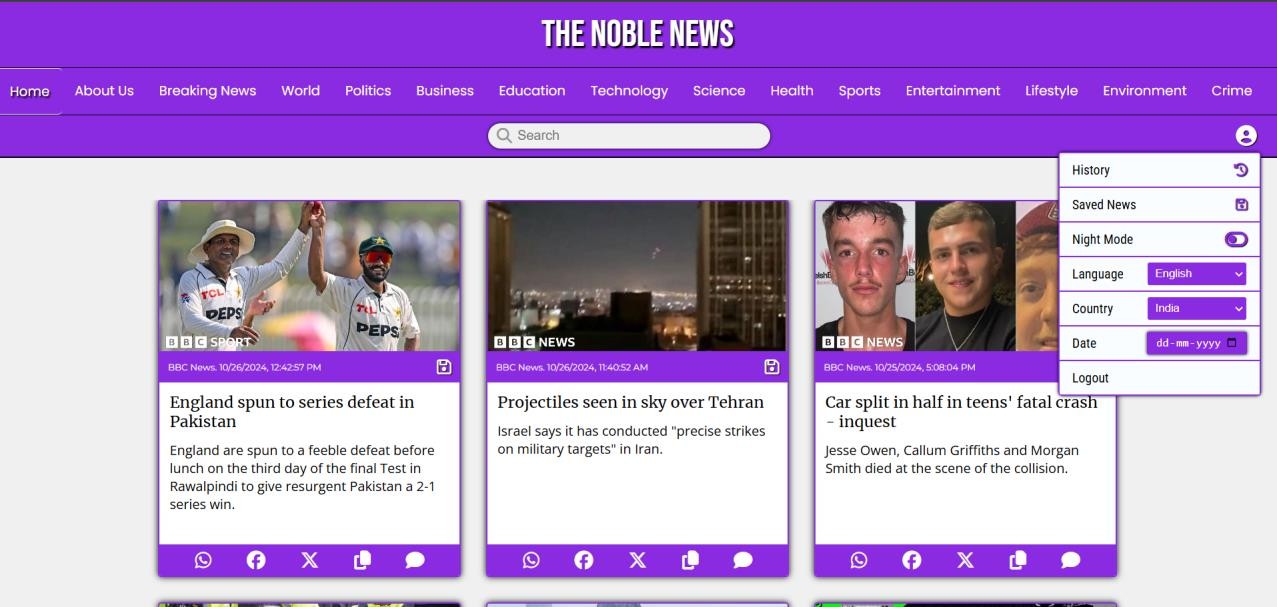 THE NOBLE NEWS
Home About Us Breaking News World Politics Business Education Technology Science Health Sports Entertainment Lifestyle Environment Crime
Search
History
Saved News
Night Mode
Language English
Country India
Date dd-mm-yyyy
Logout
TCL
PEPS
TCL
PEPS
BBC SPORT
BBC News. 10/26/2024, 12:42:57 PM
England spun to series defeat in
Pakistan
England are spun to a feeble defeat before
lunch on the third day of the final Test in
Rawalpindi to give resurgent Pakistan a 2-1
series win.
BBC NEWS
BBC News. 10/26/2024, 11:40:52 AM
Projectiles seen in sky over Tehran
Israel says it has conducted "precise strikes
on military targets" in Iran.
BBC NEWS
BBC News. 10/25/2024, 5:08:04 PM
Car split in half in teens' fatal crash
- inquest
Jesse Owen, Callum Griffiths and Morgan
Smith died at the scene of the collision.